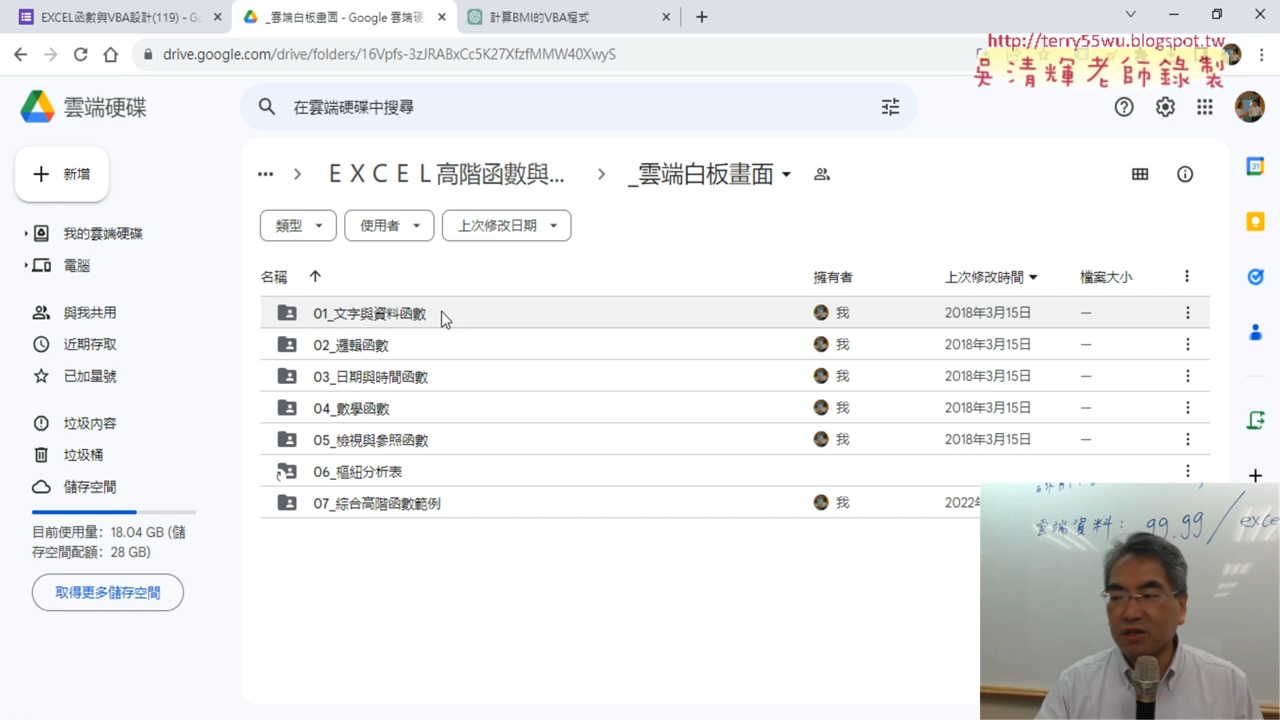 EXCEL函數與VBA設計(119) - G
_雲端白板畫面 - Google 雲端硬
計算BMI的VBA程式
drive.google.com/drive/folders/16Vpfs-3zJRABxCc5K27XfzfMMW40XwyS
http://terry55wu.blogspot.tw
吳清輝老師錄製
雲端硬碟
在雲端硬碟中搜尋
新增
ＥＸＣＥＬ高階函數與...
_雲端白板畫面
類型
使用者
上次修改日期
我的雲端硬碟
電腦
與我共用
近期存取
已加星號
垃圾內容
垃圾桶
儲存空間
目前使用量：18.04 GB (儲
存空間配額：28 GB)
取得更多儲存空間
名稱
擁有者
上次修改時間
檔案大小
01_文字與資料函數
我
2018年3月15日
—
02_邏輯函數
我
2018年3月15日
—
03_日期與時間函數
我
2018年3月15日
—
04_數學函數
我
2018年3月15日
—
05_檢視與參照函數
我
2018年3月15日
—
06_樞紐分析表
07_綜合高階函數範例
我
2022
31
雲端資料：99.99/exce